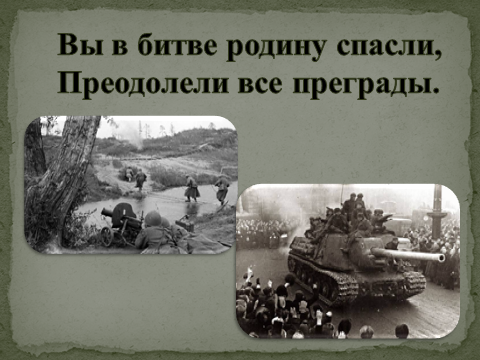 Вы в битве родину спасли,
Преодолели все преграды.